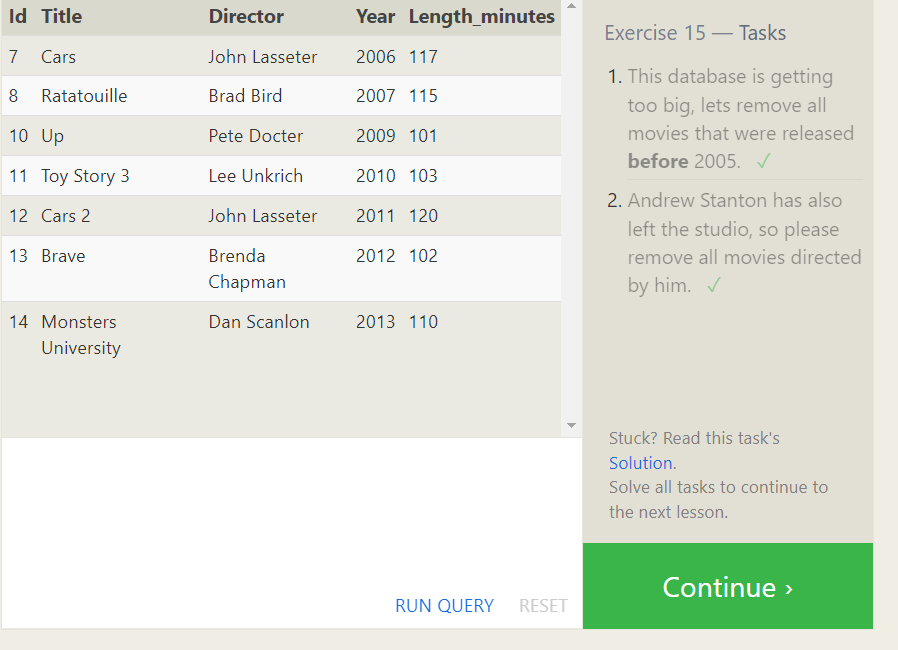 Id Title Director Year Length_minutes
7 Cars John Lasseter 2006 117
8 Ratatouille Brad Bird 2007 115
10 Up Pete Docter 2009 101
11 Toy Story 3 Lee Unkrich 2010 103
12 Cars 2 John Lasseter 2011 120
13 Brave Brenda 2012 102
Chapman
14 Monsters Dan Scanlon 2013 110
University
RUN QUERY RESET
Exercise 15 — Tasks
1. This database is getting
too big, lets remove all
movies that were released
before 2005. ✓
2. Andrew Stanton has also
left the studio, so please
remove all movies directed
by him. ✓
Stuck? Read this task's
Solution.
Solve all tasks to continue to
the next lesson.
Continue ›